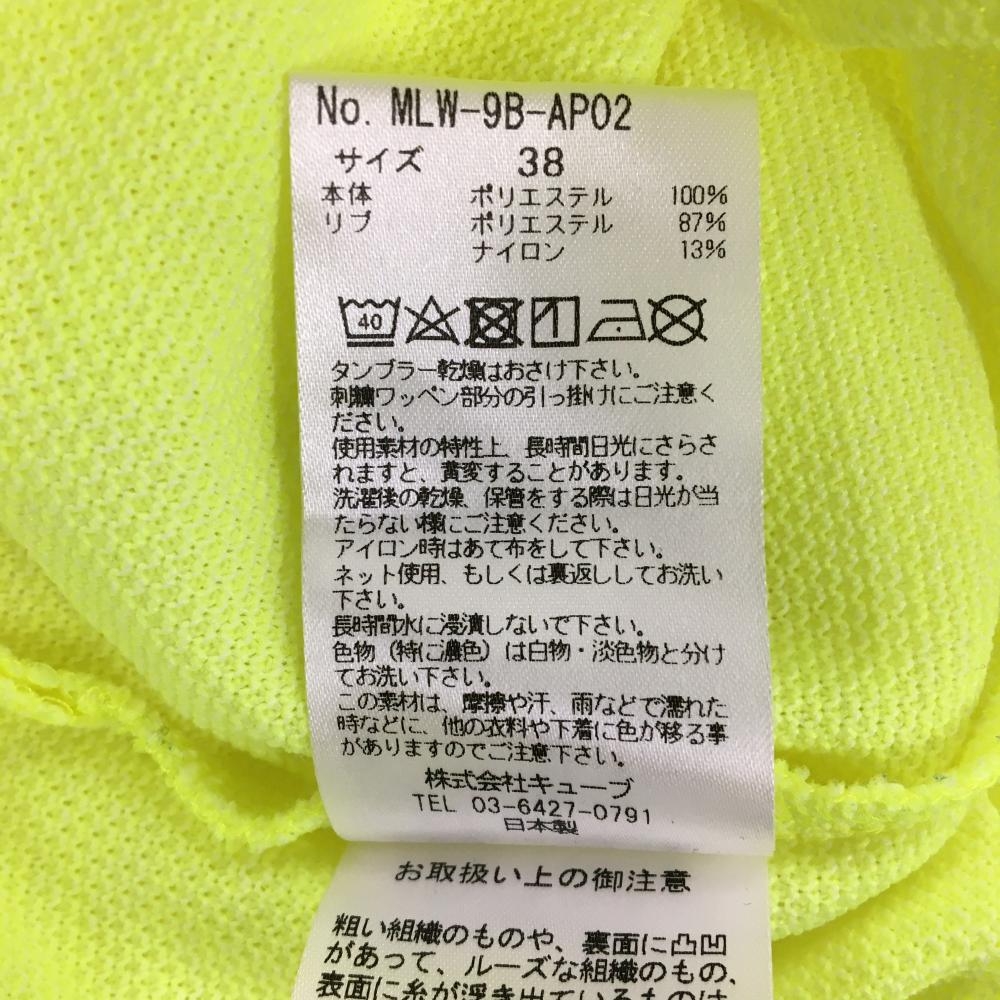 No. MLW-9B-AP02
サイズ 38
本体 ポリエステル 100%
リブ ポリエステル 87%
ナイロン 13%
40
タンブラー乾燥はおさけ下さい。
刺繍ワッペン部分の引っ掛けにご注意く
ださい。
使用素材の特性上、長時間日光にさらさ
れますと、黄変することがあります。
洗濯後の乾燥、保管をする際は日光が当
たらない様にご注意ください。
アイロン時はあて布をして下さい。
ネット使用、もしくは裏返ししてお洗い
下さい。
長時間水に浸漬しないで下さい。
色物（特に濃色）は白物・淡色物と分け
てお洗い下さい。
この素材は、摩擦や汗、雨などで濡れた
時などに、他の衣料や下着に色が移る事
がありますのでご注意下さい。
株式会社キューブ
TEL 03-6427-0791
日本製
お取扱い上の御注意
粗い組織のものや、裏面に凸凹
があって、ルーズな組織のもの、
表面に糸が浮き出ているものは